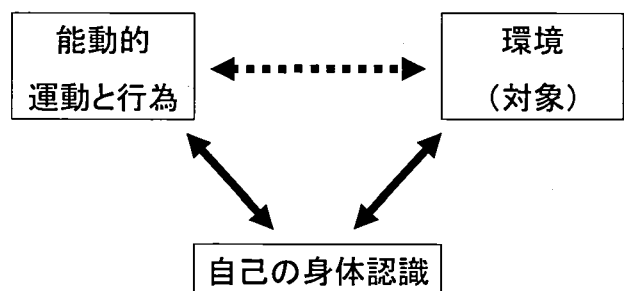 能動的
運動と行為
環境
（対象）
自己の身体認識